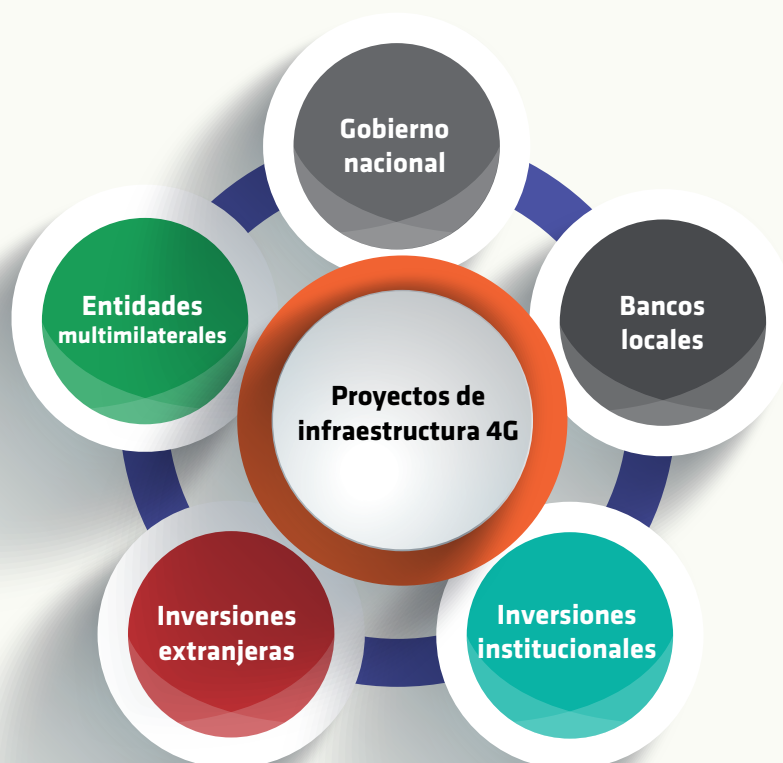 Gobierno
nacional
Entidades
multimilaterales
Bancos
locales
Proyectos de
infraestructura 4G
Inversiones
extranjeras
Inversiones
institucionales